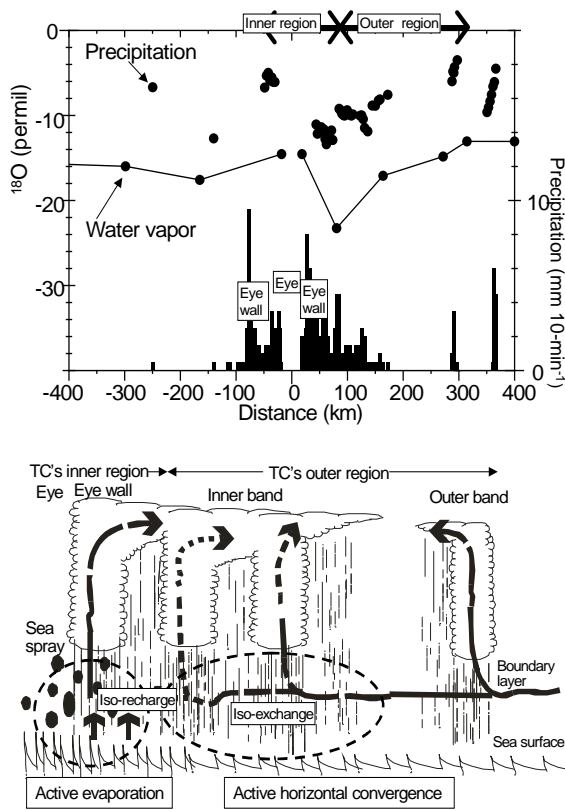 Inner region Outer region
0
-10
-20
-30
18O (permil)
Precipitation
Water vapor
Eye wall
Eye
Eye wall
10
0
Precipitation (mm 10-min-1)
-400 -300 -200 -100 0 100 200 300 400
Distance (km)
TC's inner region TC's outer region
Eye Eye wall Inner band Outer band
Sea
spray
Iso-recharge
Iso-exchange
Boundary
layer
Sea surface
Active evaporation Active horizontal convergence